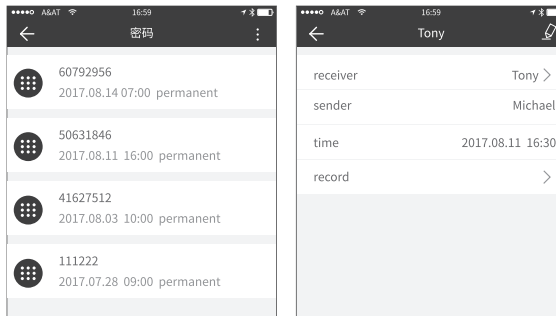 A&AT 16:59
密码
60792956
2017.08.14 07:00 permanent
50631846
2017.08.11 16:00 permanent
41627512
2017.08.03 10:00 permanent
111222
2017.07.28 09:00 permanent
A&AT 16:59
Tony
receiver Tony
sender Michael
time 2017.08.11 16:30
record